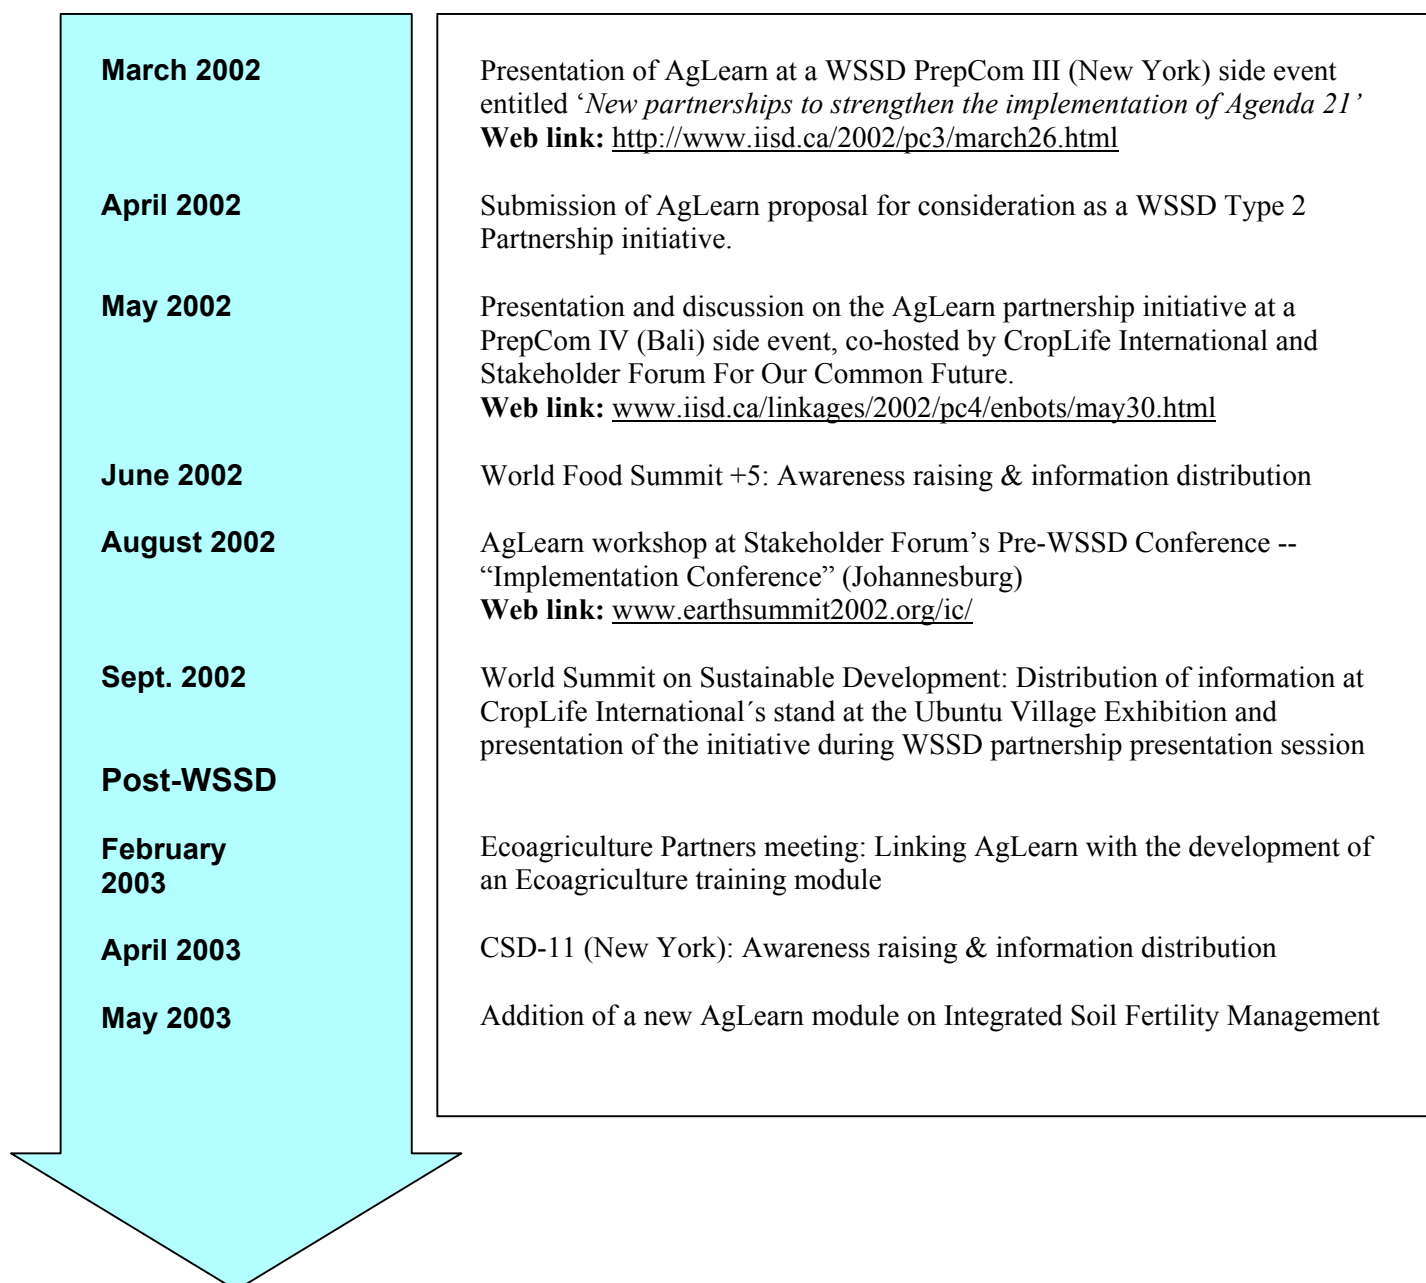 March 2002
Presentation of AgLearn at a WSSD PrepCom III (New York) side event
entitled ‘New partnerships to strengthen the implementation of Agenda 21’
Web link: http://www.iisd.ca/2002/pc3/march26.html
April 2002
Submission of AgLearn proposal for consideration as a WSSD Type 2
Partnership initiative.
May 2002
Presentation and discussion on the AgLearn partnership initiative at a
PrepCom IV (Bali) side event, co-hosted by CropLife International and
Stakeholder Forum For Our Common Future.
Web link: www.iisd.ca/linkages/2002/pc4/enbots/may30.html
June 2002
World Food Summit +5: Awareness raising & information distribution
August 2002
AgLearn workshop at Stakeholder Forum’s Pre-WSSD Conference --
“Implementation Conference” (Johannesburg)
Web link: www.earthsummit2002.org/ic/
Sept. 2002
World Summit on Sustainable Development: Distribution of information at
CropLife International´s stand at the Ubuntu Village Exhibition and
presentation of the initiative during WSSD partnership presentation session
Post-WSSD
February
2003
Ecoagriculture Partners meeting: Linking AgLearn with the development of
an Ecoagriculture training module
April 2003
CSD-11 (New York): Awareness raising & information distribution
May 2003
Addition of a new AgLearn module on Integrated Soil Fertility Management